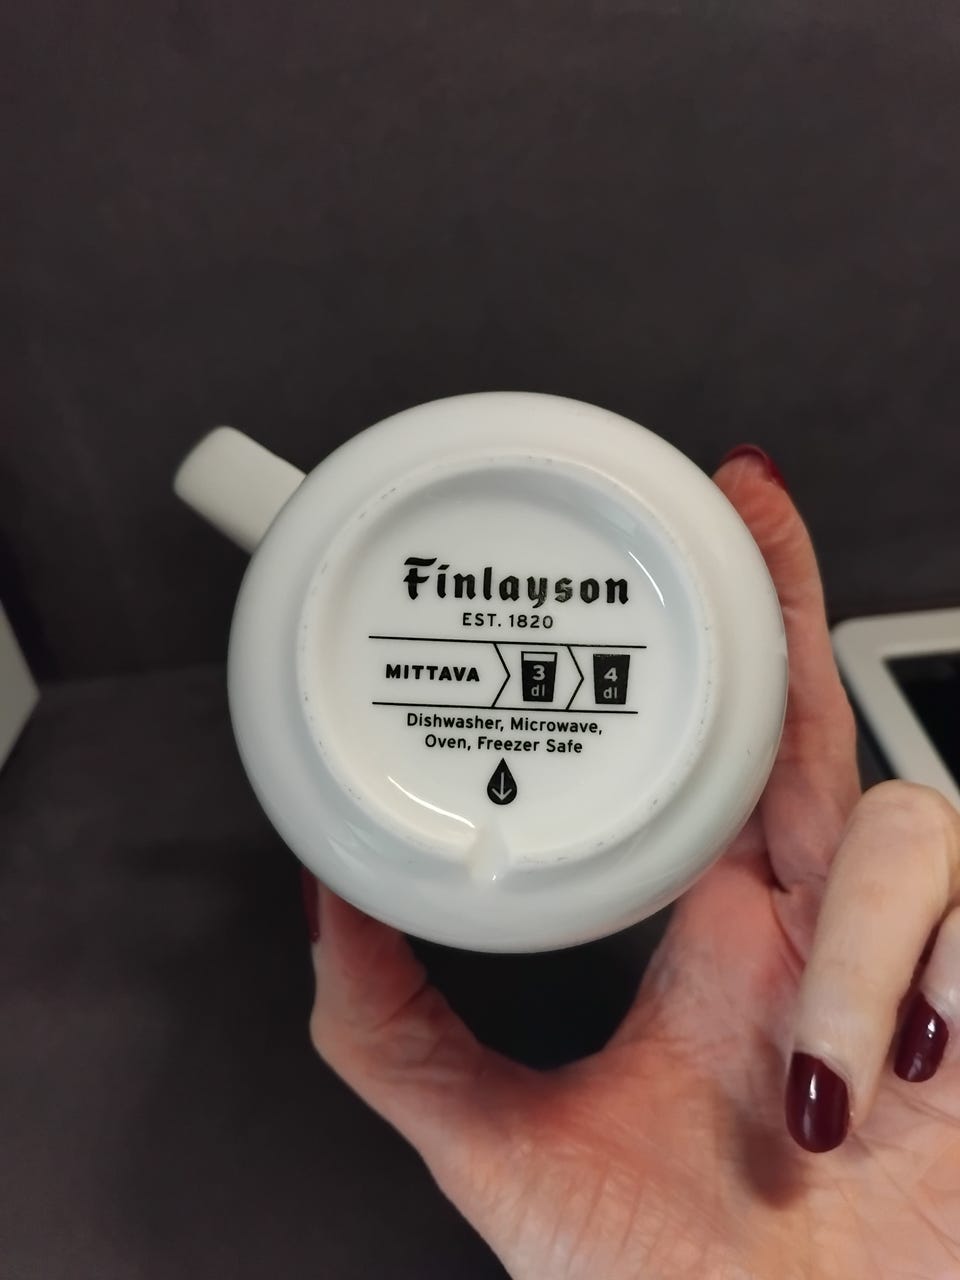 Finlayson
EST. 1820
MITTAVA 3 dl 4 dl
Dishwasher, Microwave,
Oven, Freezer Safe